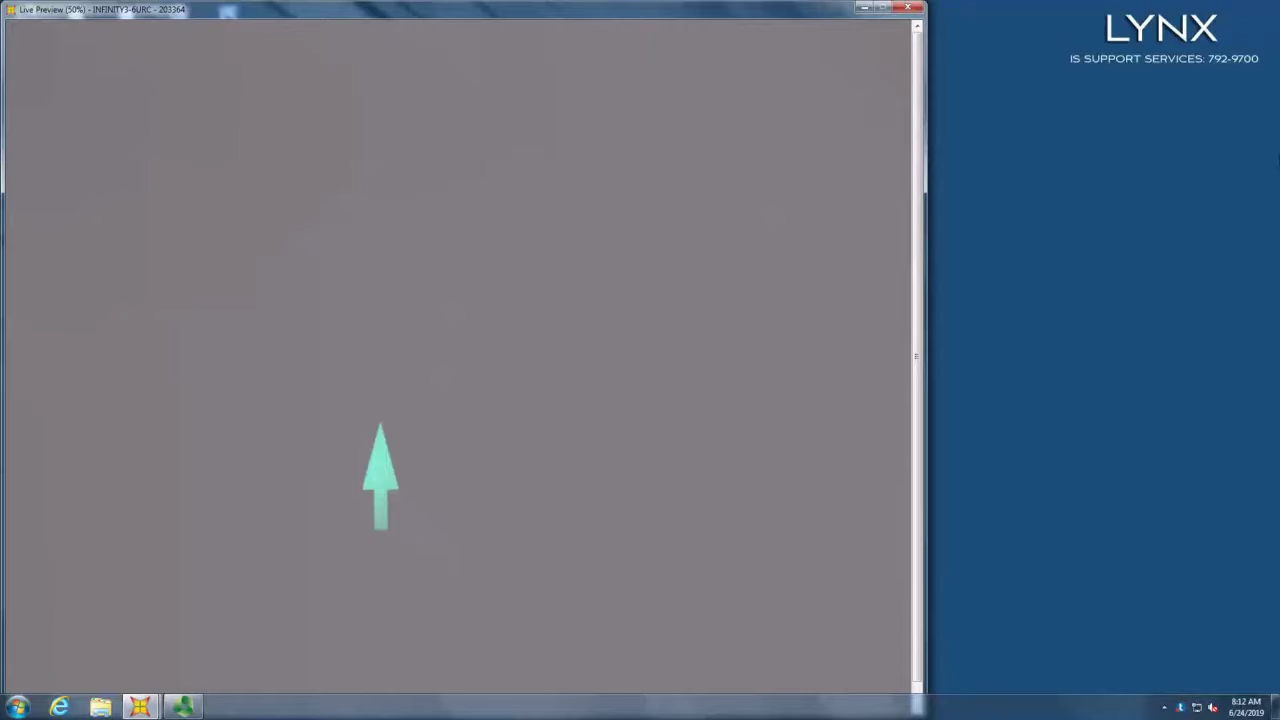 Live Preview (50%) - INFINITY3-6URC - 203364
LYNX
IS SUPPORT SERVICES: 792-9700
8:12 AM
6/24/2019